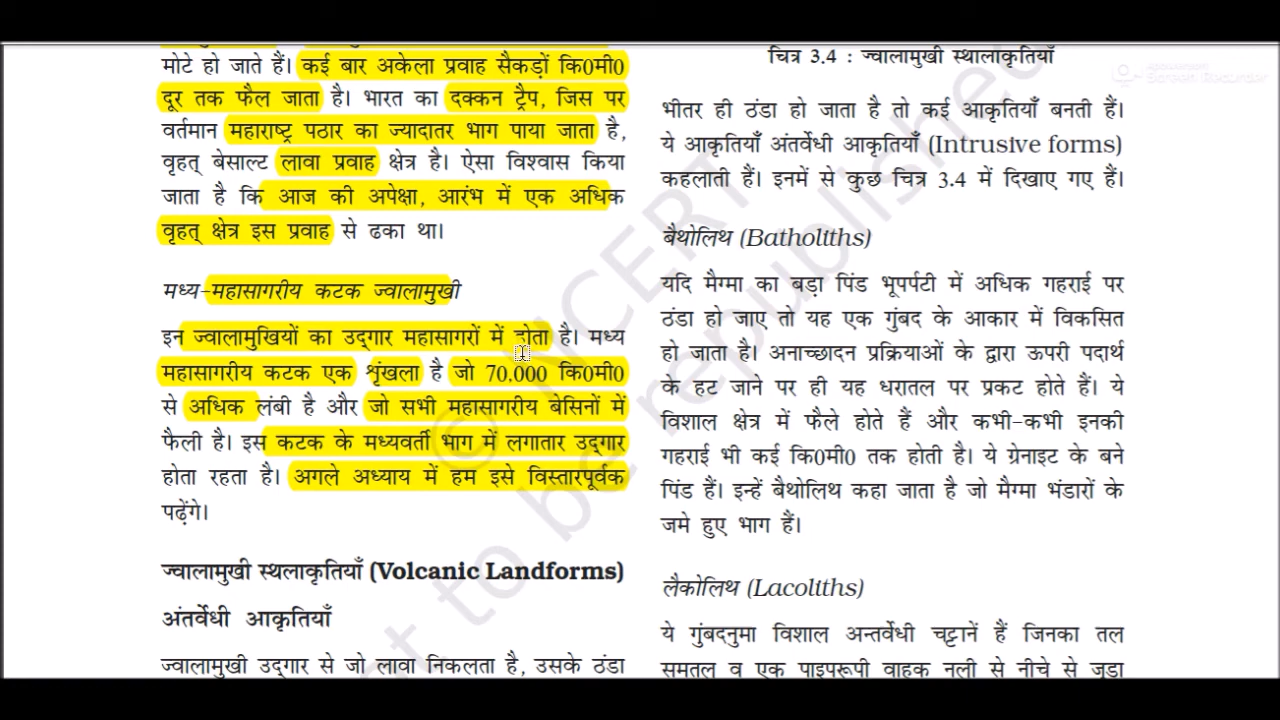 मोटे हो जाते हैं। कई बार अकेला प्रवाह सैकड़ों कि0मी0
दूर तक फैल जाता है। भारत का दक्कन ट्रैप, जिस पर
वर्तमान महाराष्ट्र पठार का ज्यादातर भाग पाया जाता है,
वृहत् बेसाल्ट लावा प्रवाह क्षेत्र है। ऐसा विश्वास किया
जाता है कि आज की अपेक्षा, आरंभ में एक अधिक
वृहत् क्षेत्र इस प्रवाह से ढका था।
मध्य-महासागरीय कटक ज्वालामुखी
इन ज्वालामुखियों का उद्गार महासागरों में होता है। मध्य
महासागरीय कटक एक श्रृंखला है जो 70,000 कि0मी0
से अधिक लंबी है और जो सभी महासागरीय बेसिनों में
फैली है। इस कटक के मध्यवर्ती भाग में लगातार उद्गार
होता रहता है। अगले अध्याय में हम इसे विस्तारपूर्वक
पढ़ेंगे।
ज्वालामुखी स्थलाकृतियाँ (Volcanic Landforms)
अंतर्वेधी आकृतियाँ
ज्वालामुखी उद्गार से जो लावा निकलता है, उसके ठंडा
चित्र 3.4 : ज्वालामुखी स्थालाकृतियाँ
भीतर ही ठंडा हो जाता है तो कई आकृतियाँ बनती हैं।
ये आकृतियाँ अंतर्वेधी आकृतियाँ (Intrusive forms)
कहलाती हैं। इनमें से कुछ चित्र 3.4 में दिखाए गए हैं।
बैथोलिथ (Batholiths)
यदि मैग्मा का बड़ा पिंड भूपर्पटी में अधिक गहराई पर
ठंडा हो जाए तो यह एक गुंबद के आकार में विकसित
हो जाता है। अनाच्छादन प्रक्रियाओं के द्वारा ऊपरी पदार्थ
के हट जाने पर ही यह धरातल पर प्रकट होते हैं। ये
विशाल क्षेत्र में फैले होते हैं और कभी-कभी इनकी
गहराई भी कई कि0मी0 तक होती है। ये ग्रेनाइट के बने
पिंड हैं। इन्हें बैथोलिथ कहा जाता है जो मैग्मा भंडारों के
जमे हुए भाग हैं।
लैकोलिथ (Lacoliths)
ये गुंबदनुमा विशाल अन्तर्वेधी चट्टानें हैं जिनका तल
समतल व एक पाइपरूपी वाहक नली से नीचे से जुड़ा
© NCERT
not to be republished
Screen Recorder